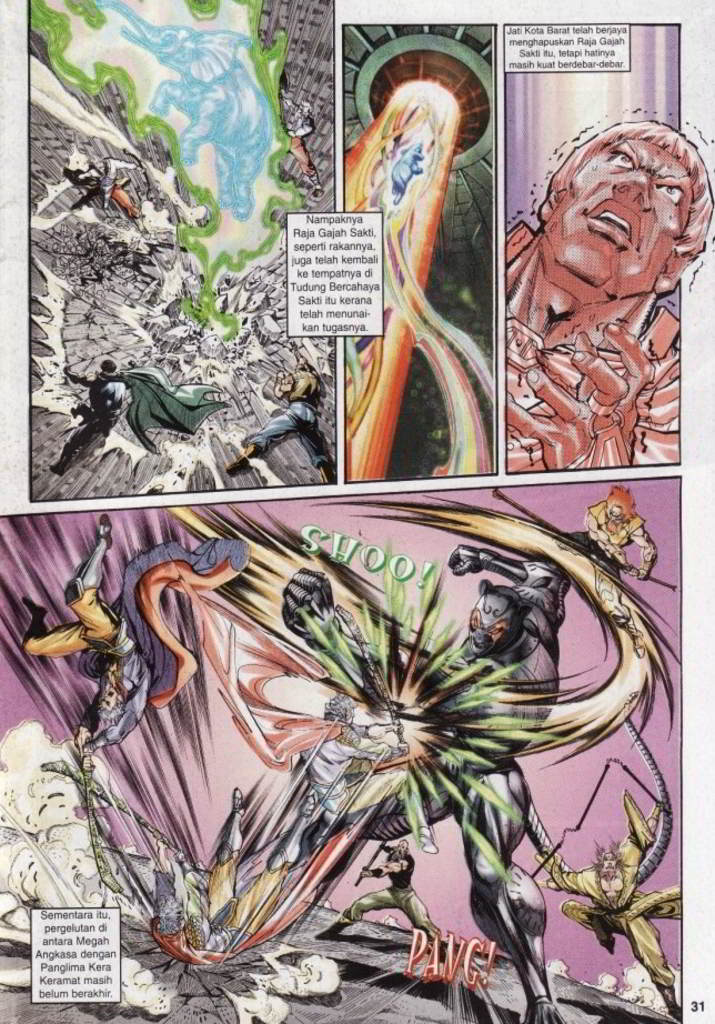 Nampaknya
Raja Gajah Sakti,
seperti rakannya,
juga telah kembali
ke tempatnya di
Tudung Bercahaya
Sakti itu kerana
telah menunai-
kan tugasnya.
Jati Kota Barat telah berjaya
menghapuskan Raja Gajah
Sakti itu, tetapi hatinya
masih kuat berdebar-debar.
SHOO!
PANG!
Sementara itu,
pergelutan di
antara Megah
Angkasa dengan
Panglima Kera
Keramat masih
belum berakhir.
31